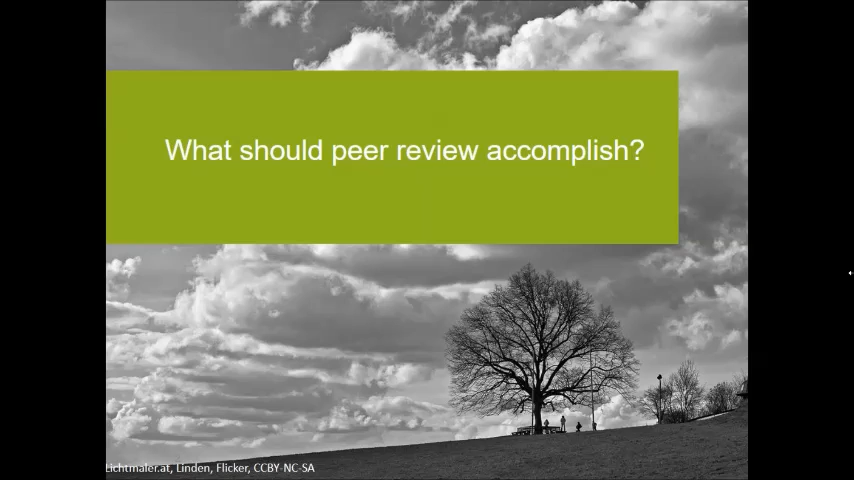 What should peer review accomplish?
Lichtmaler.at, Linden, Flicker, CCBY-NC-SA